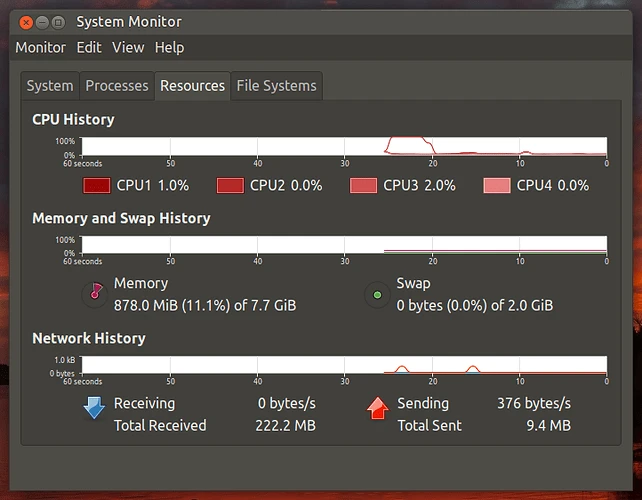 System Monitor
Monitor Edit View Help
System Processes Resources File Systems
CPU History
100%
0%
60 seconds 50 40 30 20 10 0
CPU1 1.0% CPU2 0.0% CPU3 2.0% CPU4 0.0%
Memory and Swap History
100%
0%
60 seconds 50 40 30 20 10 0
Memory Swap
878.0 MiB (11.1%) of 7.7 GiB 0 bytes (0.0%) of 2.0 GiB
Network History
1.0 kB
0 bytes
60 seconds 50 40 30 20 10 0
Receiving 0 bytes/s Sending 376 bytes/s
Total Received 222.2 MB Total Sent 9.4 MB